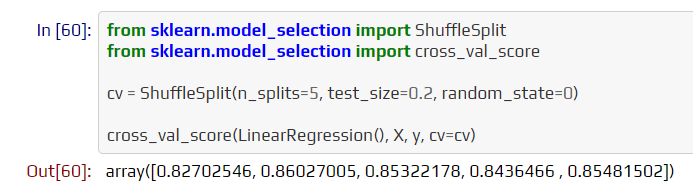 In [60]: from sklearn.model_selection import ShuffleSplit
from sklearn.model_selection import cross_val_score
cv = ShuffleSplit(n_splits=5, test_size=0.2, random_state=0)
cross_val_score(LinearRegression(), X, y, cv=cv)
Out[60]: array([0.82702546, 0.86027005, 0.85322178, 0.8436466 , 0.85481502])